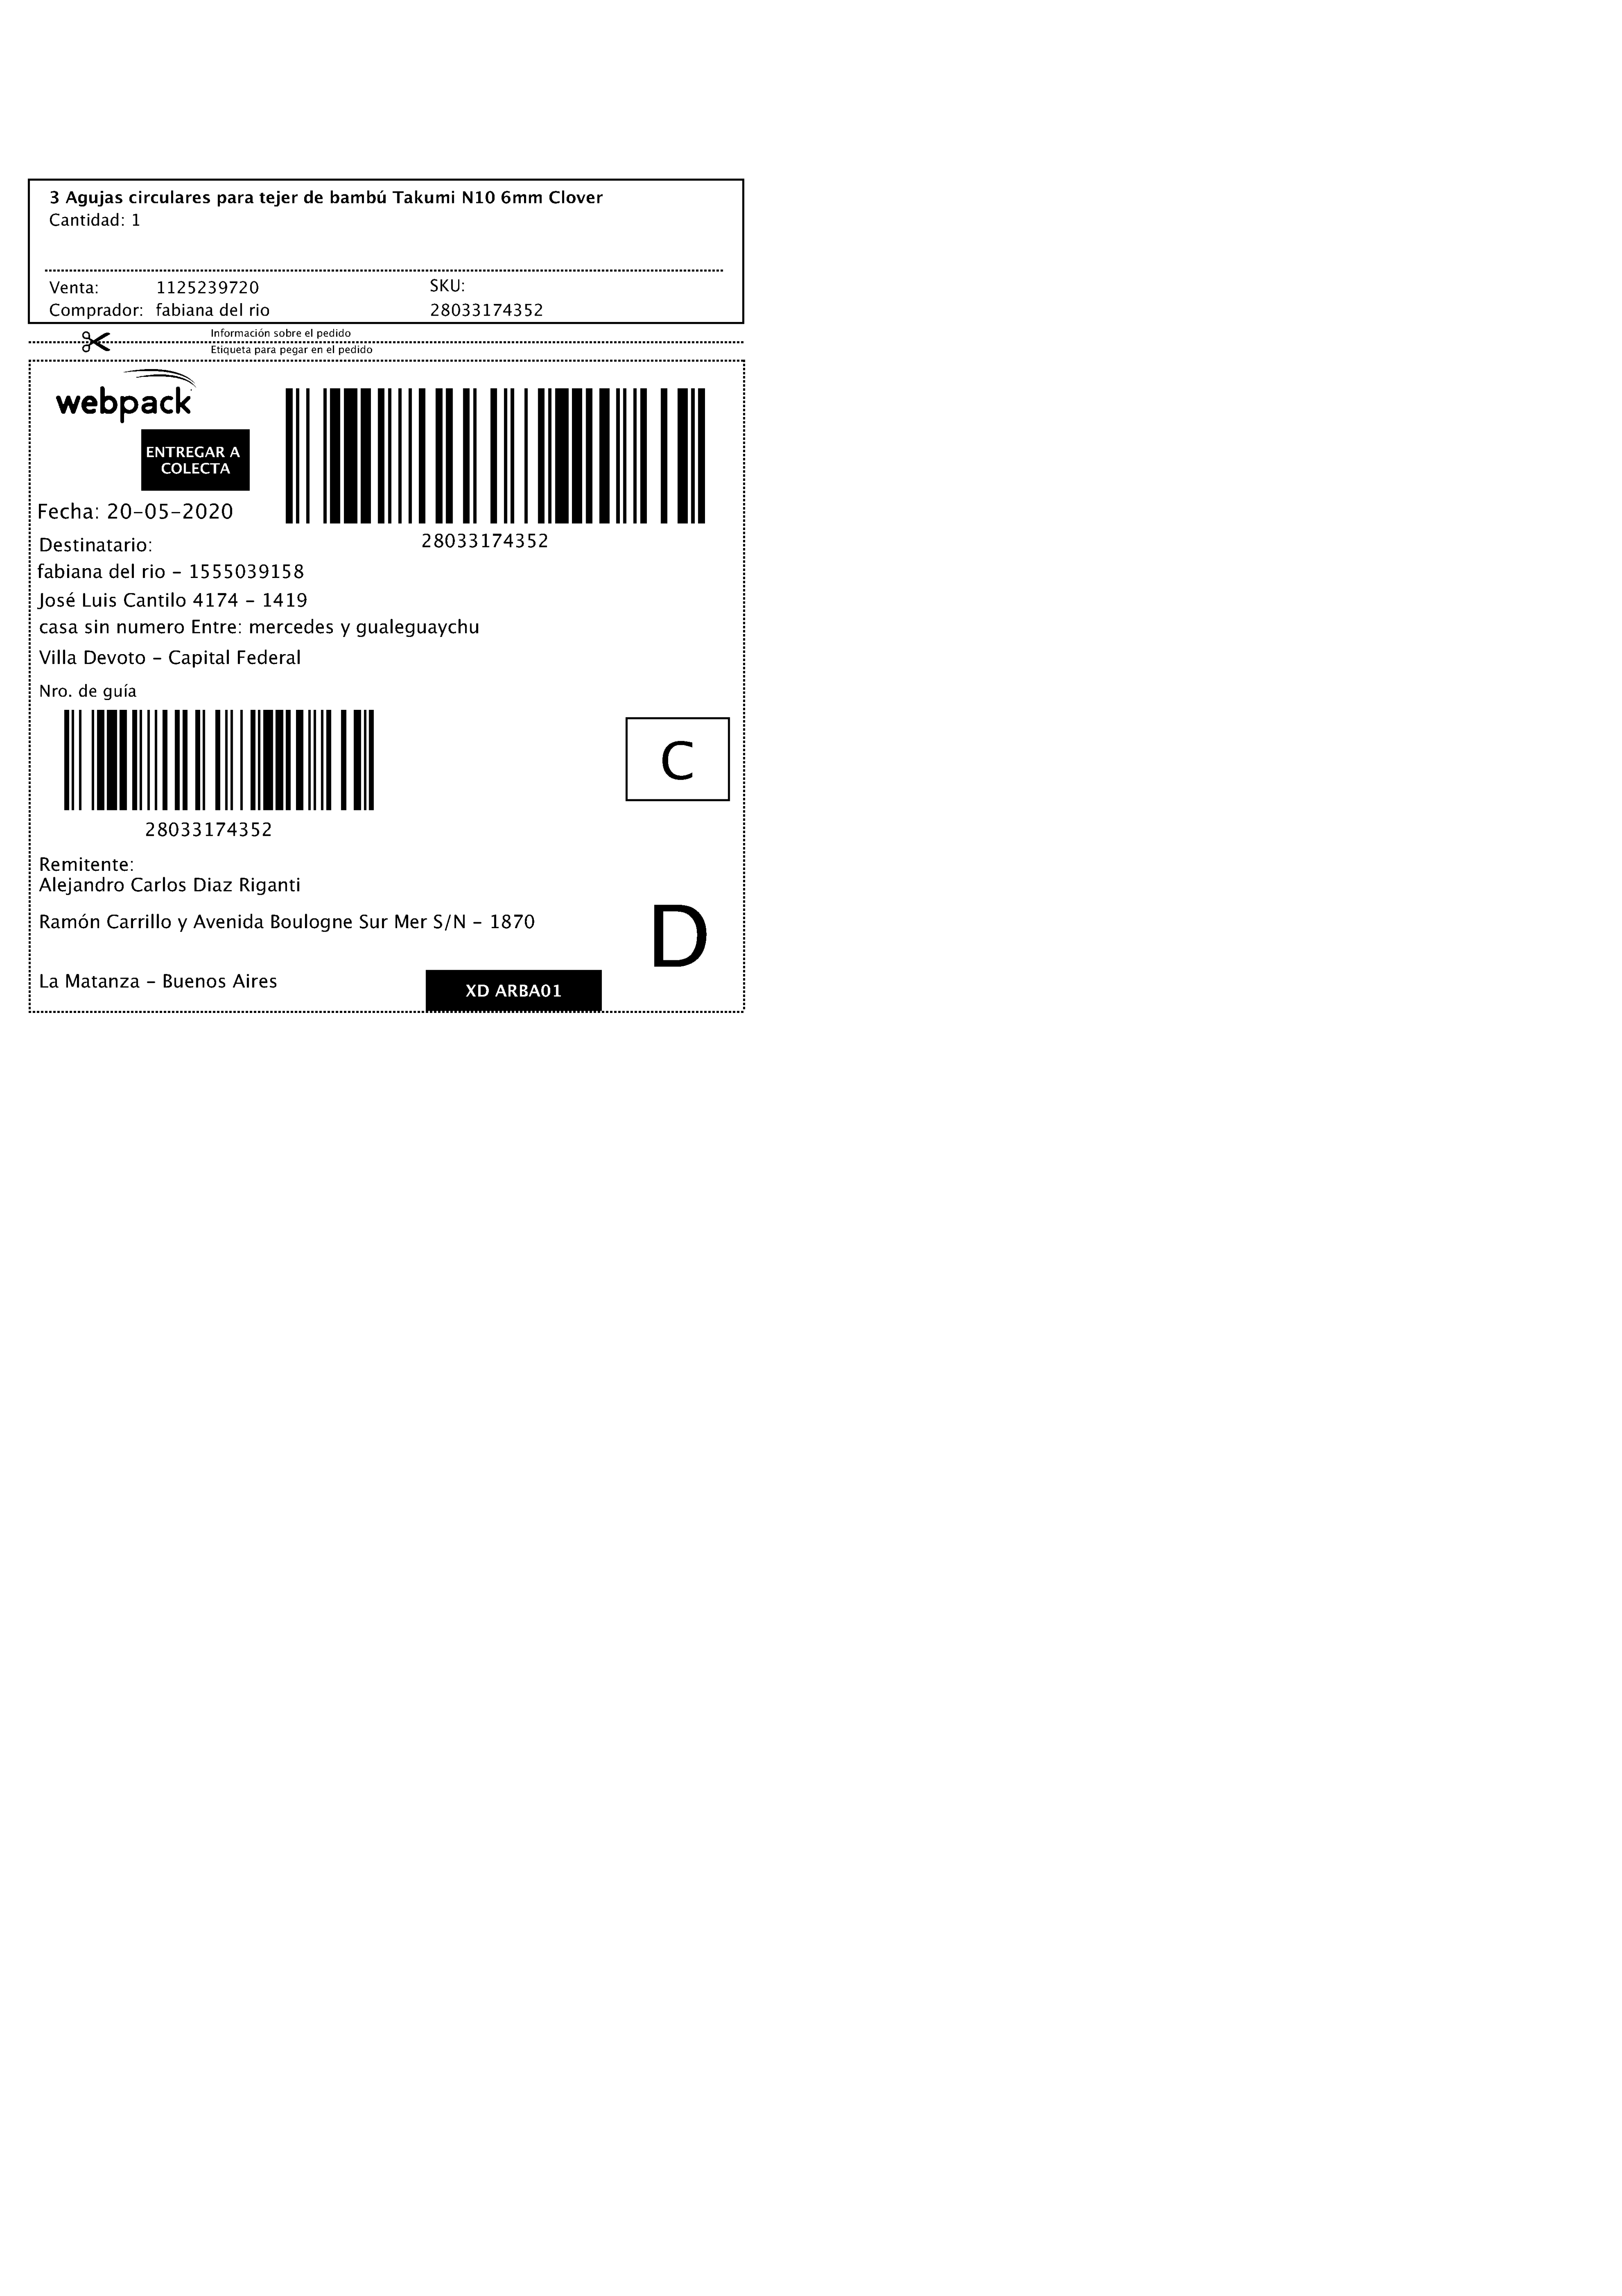 3 Agujas circulares para tejer de bambú Takumi N10 6mm Clover
Cantidad: 1
Venta: 1125239720 SKU:
Comprador: fabiana del rio 28033174352
Información sobre el pedido
Etiqueta para pegar en el pedido
webpack
ENTREGAR A
COLECTA
Fecha: 20-05-2020
28033174352
Destinatario:
fabiana del rio - 1555039158
José Luis Cantilo 4174 - 1419
casa sin numero Entre: mercedes y gualeguaychu
Villa Devoto - Capital Federal
Nro. de guía
C
28033174352
Remitente:
Alejandro Carlos Diaz Riganti
Ramón Carrillo y Avenida Boulogne Sur Mer S/N - 1870
D
La Matanza - Buenos Aires
XD ARBA01